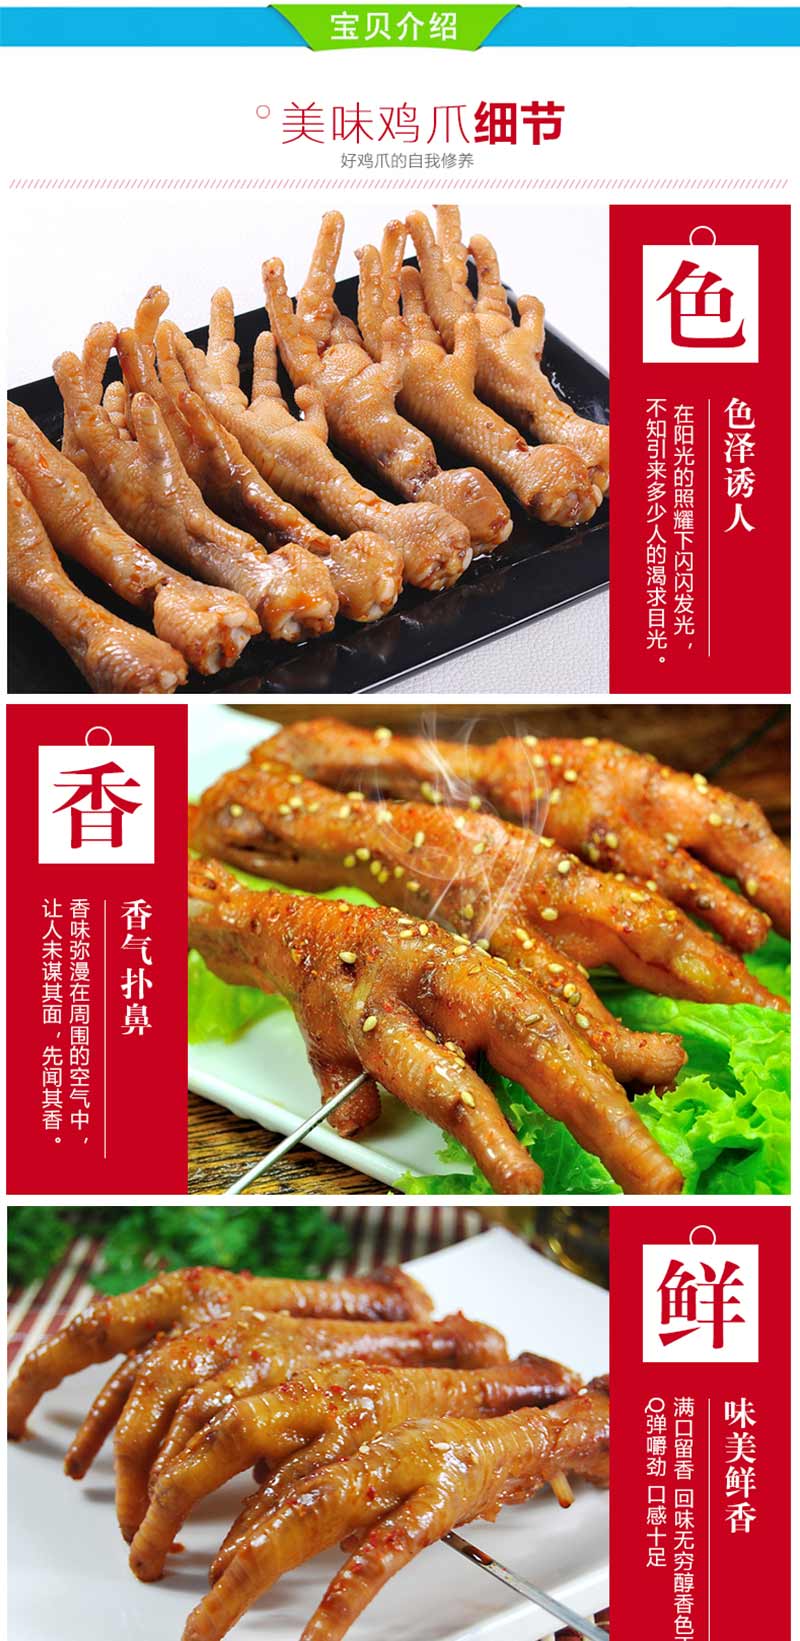 宝贝介绍
美味鸡爪细节
好鸡爪的自我修养
色
色泽诱人
在阳光的照耀下闪闪发光，
不知引来多少人的渴求目光。
香
香气扑鼻
香味弥漫在周围的空气中，
让人未谋其面，先闻其香。
鲜
味美鲜香
满口留香 回味无穷醇香色
Q弹嚼劲 口感十足